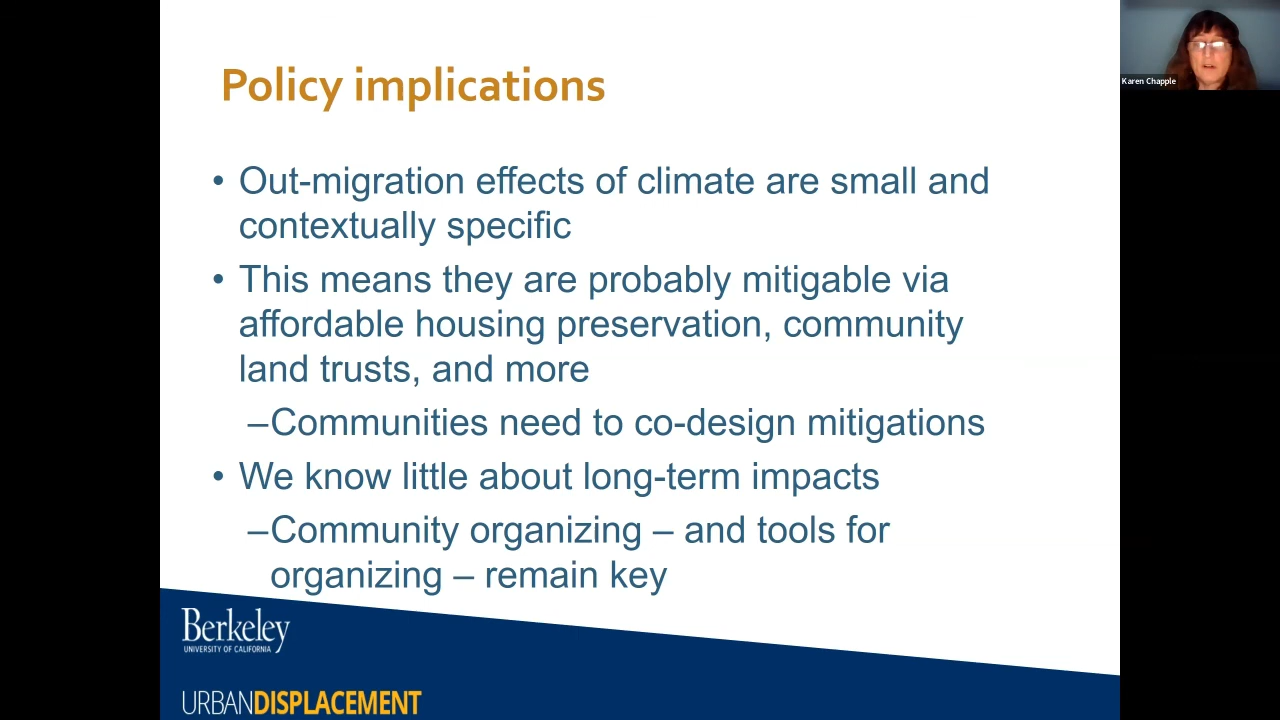 Policy implications
Karen Chapple
• Out-migration effects of climate are small and
contextually specific
• This means they are probably mitigable via
affordable housing preservation, community
land trusts, and more
–Communities need to co-design mitigations
• We know little about long-term impacts
–Community organizing – and tools for
organizing – remain key
Berkeley
UNIVERSITY OF CALIFORNIA
URBANDISPLACEMENT